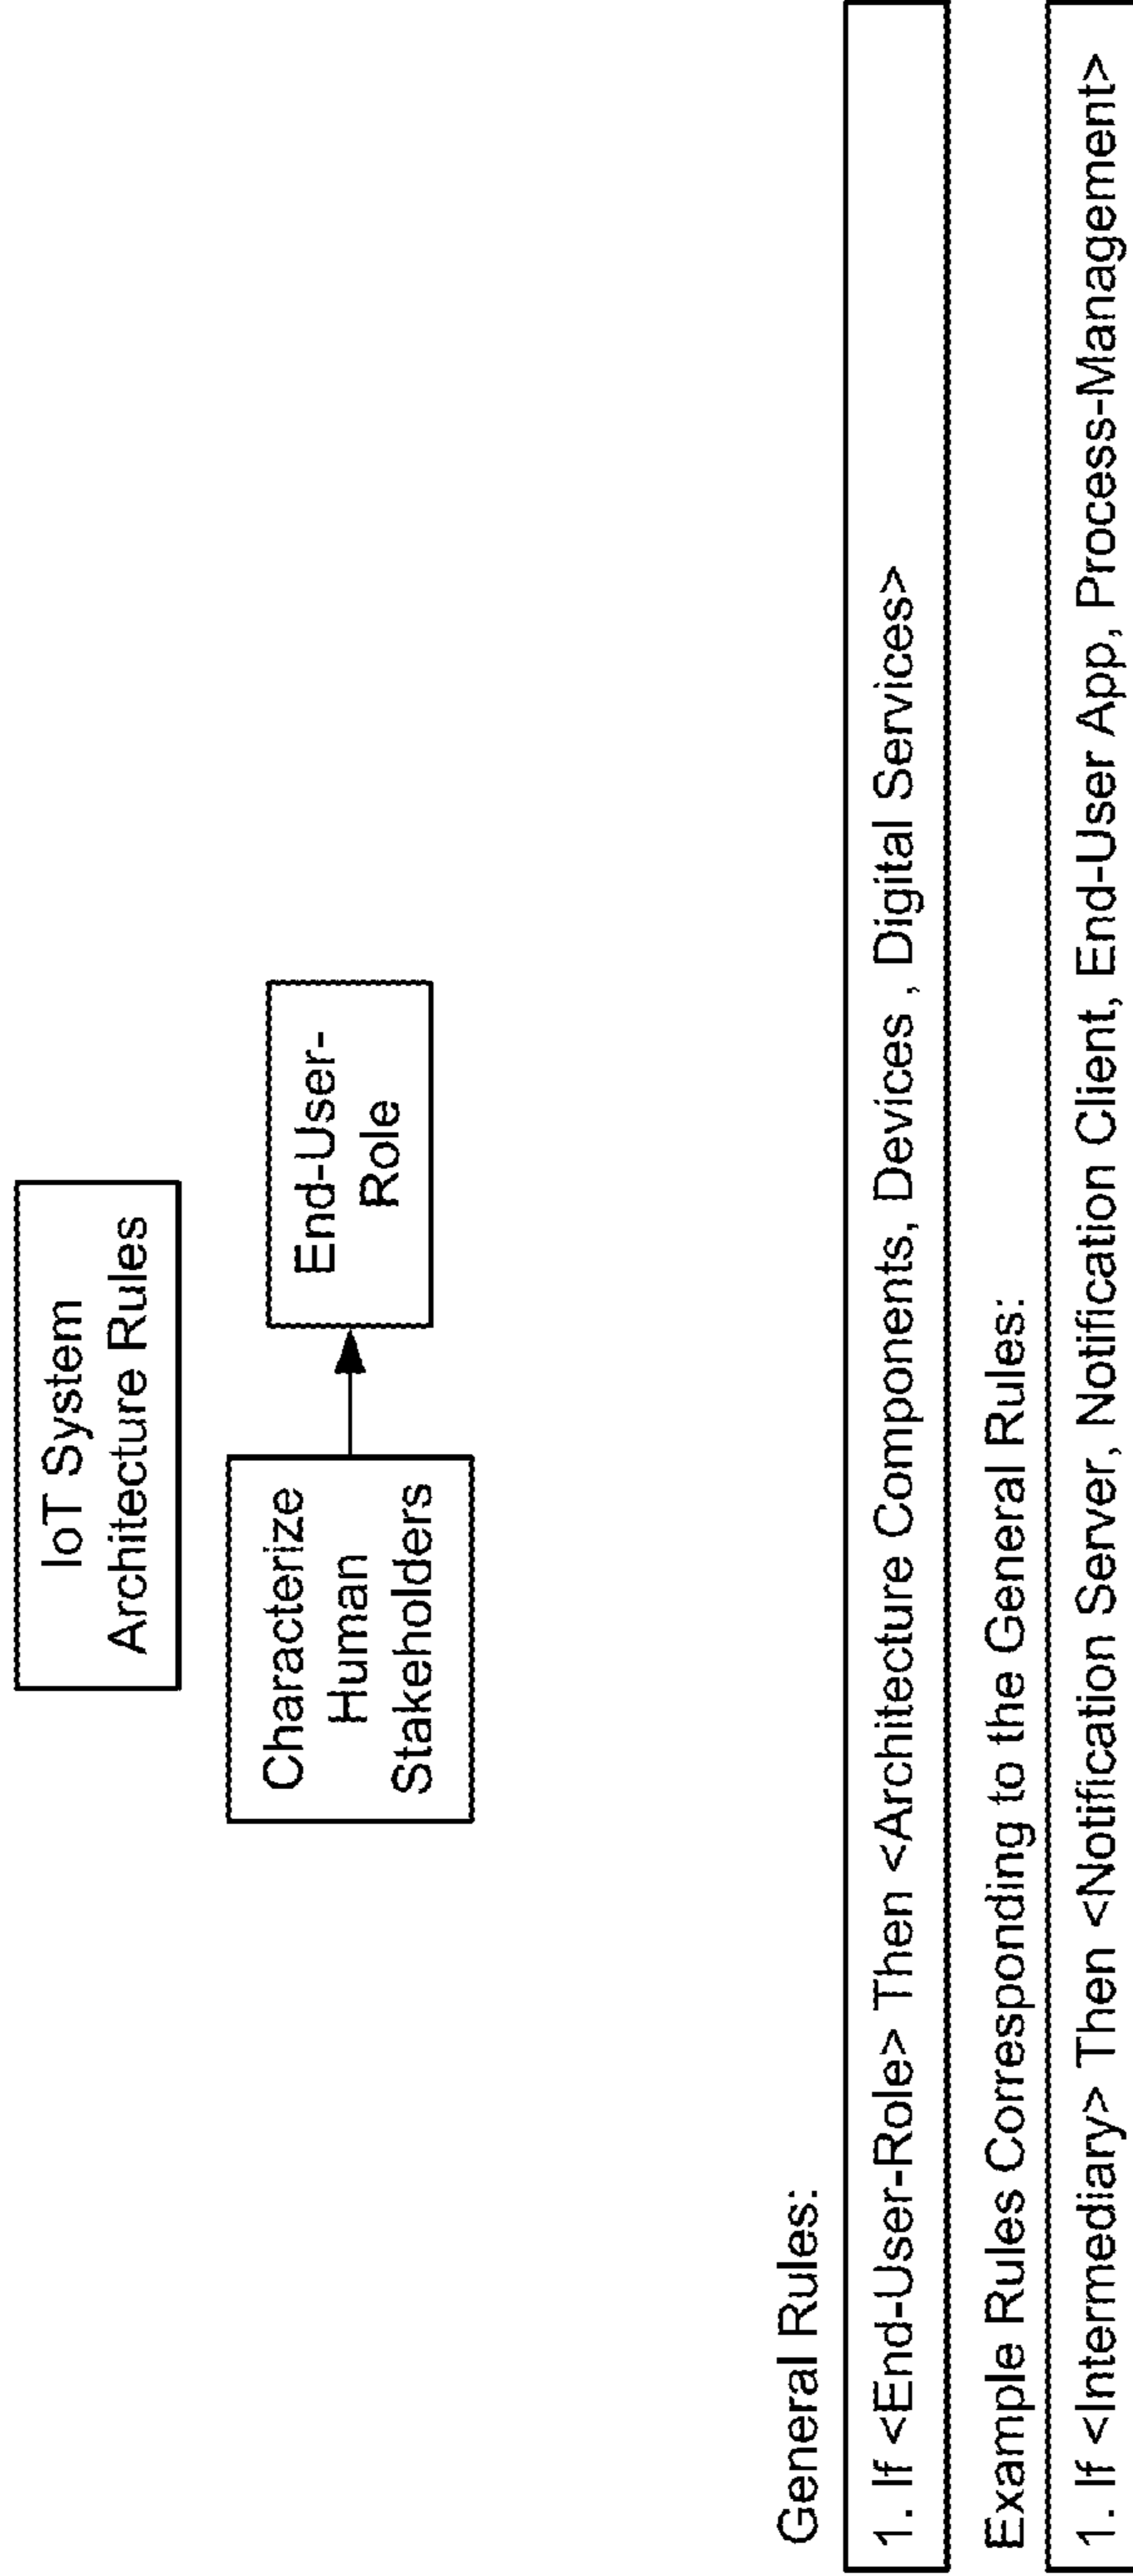 IoT System
Architecture Rules
Characterize
Human
Stakeholders
End-User-
Role
General Rules:
1. If <End-User-Role> Then <Architecture Components, Devices , Digital Services>
Example Rules Corresponding to the General Rules:
1. If <Intermediary> Then <Notification Server, Notification Client, End-User App, Process-Management>